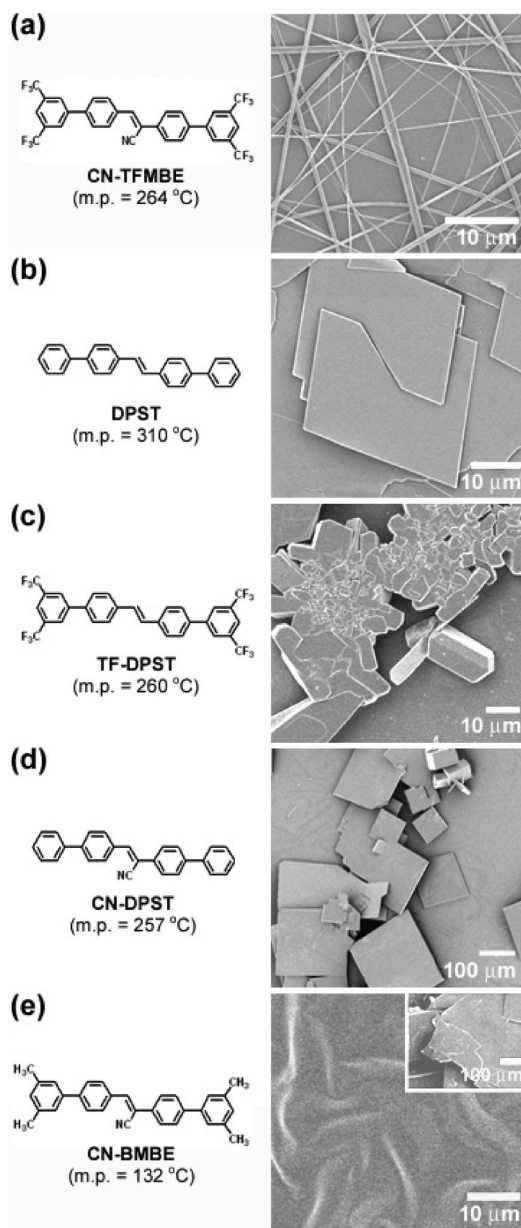 (a)
F₃C
CF₃
F₃C
NC
CF₃
CN-TFMBE
(m.p. = 264 °C)
10 µm
(b)
DPST
(m.p. = 310 °C)
10 µm
(c)
CF₃
CF₃
F₃C
CF₃
TF-DPST
(m.p. = 260 °C)
10 µm
(d)
NC
CN-DPST
(m.p. = 257 °C)
100 µm
(e)
100 µm
H₃C
CH₃
H₃C
NC
CH₃
CN-BMBE
(m.p. = 132 °C)
10 µm